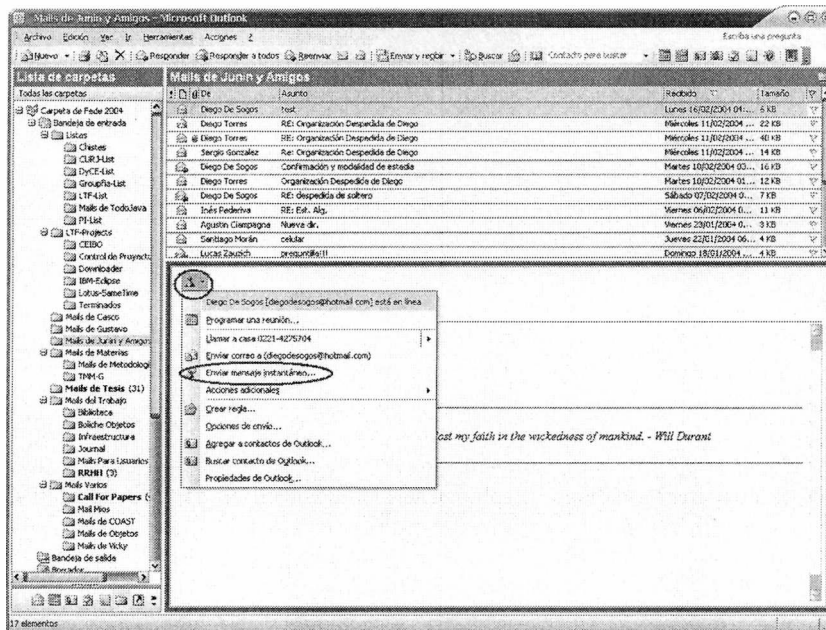 Mails de Junin y Amigos - Microsoft Outlook
Archivo Edición Ver Ir Herramientas Acciones ?
Escriba una pregunta
Nuevo Responder Responder a todos Reenviar Enviar y recibir Buscar Contacto para buscar
Lista de carpetas
Todas las carpetas
Carpeta de Fede 2004
Bandeja de entrada
Listas
Chistes
CLRJ-List
DyCE-List
Groupfia-List
LTF-List
Mails de TodoJava
PI-List
LTF-Projects
CEIBO
Control de Proyect
Downloader
IBM-Eclipse
Lotus-SameTime
Terminados
Mails de Casco
Mails de Gustavo
Mails de Junin y Amigos
Mails de Materias
Mails de Metodologi
TMM-G
Mails de Tesis (31)
Mails del Trabajo
Biblioteca
Boliche Objetos
Infraestructura
Journal
Mails Para Usuarios
RRHH (9)
Mails Varios
Call For Papers (
Mail Mios
Mails de COAST
Mails de Objetos
Mails de Vicky
Bandeja de salida
Borrador
Mails de Junin y Amigos
De Asunto Recibido Tamaño
Diego De Sogos test Lunes 16/02/2004 04:... 6 KB
Diego Torres RE: Organización Despedida de Diego Miércoles 11/02/2004 ... 22 KB
Diego Torres RE: Organización Despedida de Diego Miércoles 11/02/2004 ... 40 KB
Sergio Gonzalez Re: Organización Despedida de Diego Miércoles 11/02/2004 ... 14 KB
Diego De Sogos Confirmación y modalidad de estadia Martes 10/02/2004 03... 16 KB
Diego Torres Organización Despedida de Diego Martes 10/02/2004 01... 12 KB
Diego De Sogos RE: despedida de soltero Sábado 07/02/2004 0... 7 KB
Inés Federiva RE: Est. Alg. Viernes 06/02/2004 0... 11 KB
Agustin Ciampagna Nueva dir. Viernes 23/01/2004 0... 3 KB
Santiago Morán celular Jueves 22/01/2004 06... 4 KB
Lucas Zauzich preguntilla!!! Domingo 18/01/2004 ... 4 KB
Diego De Sogos [diegodesogos@hotmail.com] está en línea
Programar una reunión...
Llamar a casa 0221-4275704
Enviar correo a (diegodesogos@hotmail.com)
Enviar mensaje instantáneo...
Acciones adicionales
Crear regla...
Opciones de envío...
Agregar a contactos de Outlook...
Buscar contacto de Outlook...
Propiedades de Outlook...
lost my faith in the wickedness of mankind. - Will Durant
17 elementos